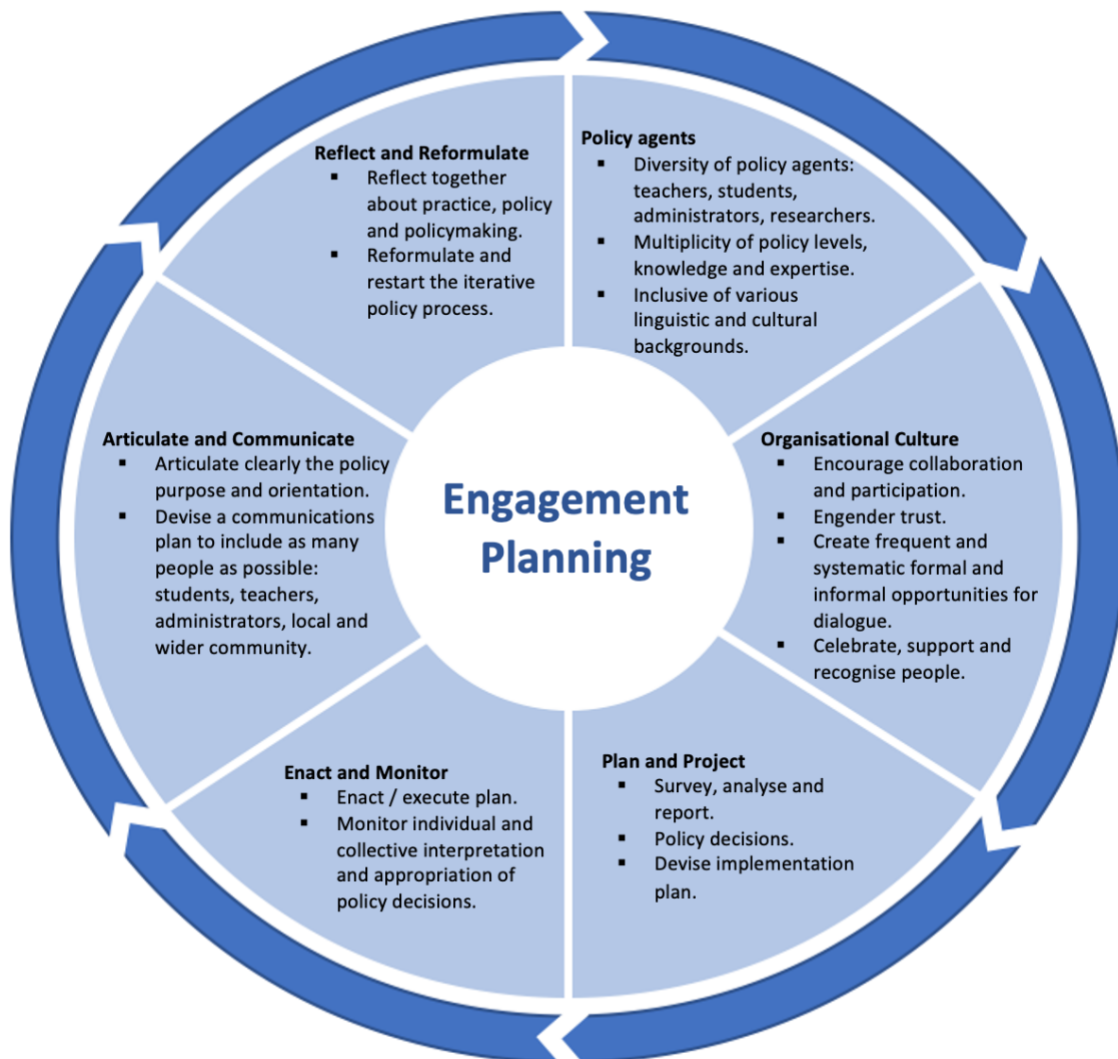 Policy agents
▪ Diversity of policy agents:
teachers, students,
administrators, researchers.
▪ Multiplicity of policy levels,
knowledge and expertise.
▪ Inclusive of various
linguistic and cultural
backgrounds.
Organisational Culture
▪ Encourage collaboration
and participation.
▪ Engender trust.
▪ Create frequent and
systematic formal and
informal opportunities for
dialogue.
▪ Celebrate, support and
recognise people.
Plan and Project
▪ Survey, analyse and
report.
▪ Policy decisions.
▪ Devise implementation
plan.
Enact and Monitor
▪ Enact / execute plan.
▪ Monitor individual and
collective interpretation
and appropriation of
policy decisions.
Articulate and Communicate
▪ Articulate clearly the policy
purpose and orientation.
▪ Devise a communications
plan to include as many
people as possible:
students, teachers,
administrators, local and
wider community.
Reflect and Reformulate
▪ Reflect together
about practice, policy
and policymaking.
▪ Reformulate and
restart the iterative
policy process.
Engagement
Planning